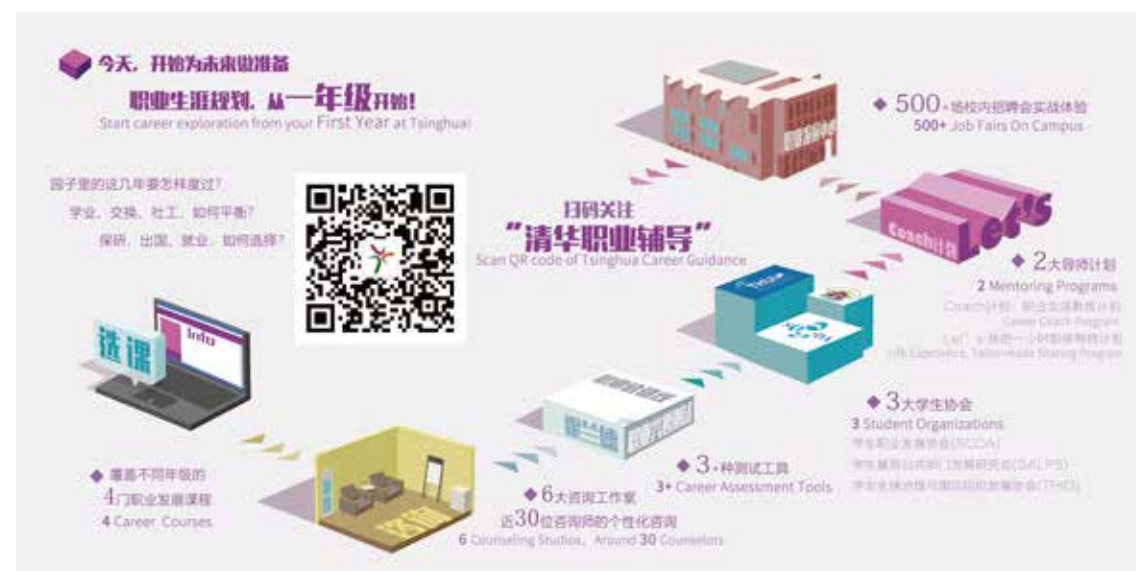 今天，开始为未来做准备
职业生涯规划，从一年级开始！
Start career exploration from your First Year at Tsinghua!
园子里的这几年要怎样度过？
学业、交换、社工，如何平衡？
保研、出国、就业，如何选择？
扫码关注
“清华职业辅导”
Scan QR code of Tsinghua Career Guidance
500+场校内招聘会实战体验
500+ Job Fairs On Campus
Coach计划
Let's
2大导师计划
2 Mentoring Programs
Coach计划：职业生涯教练计划
Career Coach Program
Life Experience, Tailor-made Sharing Program
3大学生协会
3 Student Organizations
学生职业发展协会(SCDA)
3+种测试工具
3+ Career Assessment Tools
6大咨询工作室
近30位咨询师的个性化咨询
6 Counseling Studios, Around 30 Counselors
Info
选课
覆盖不同年级的
4门职业发展课程
4 Career Courses